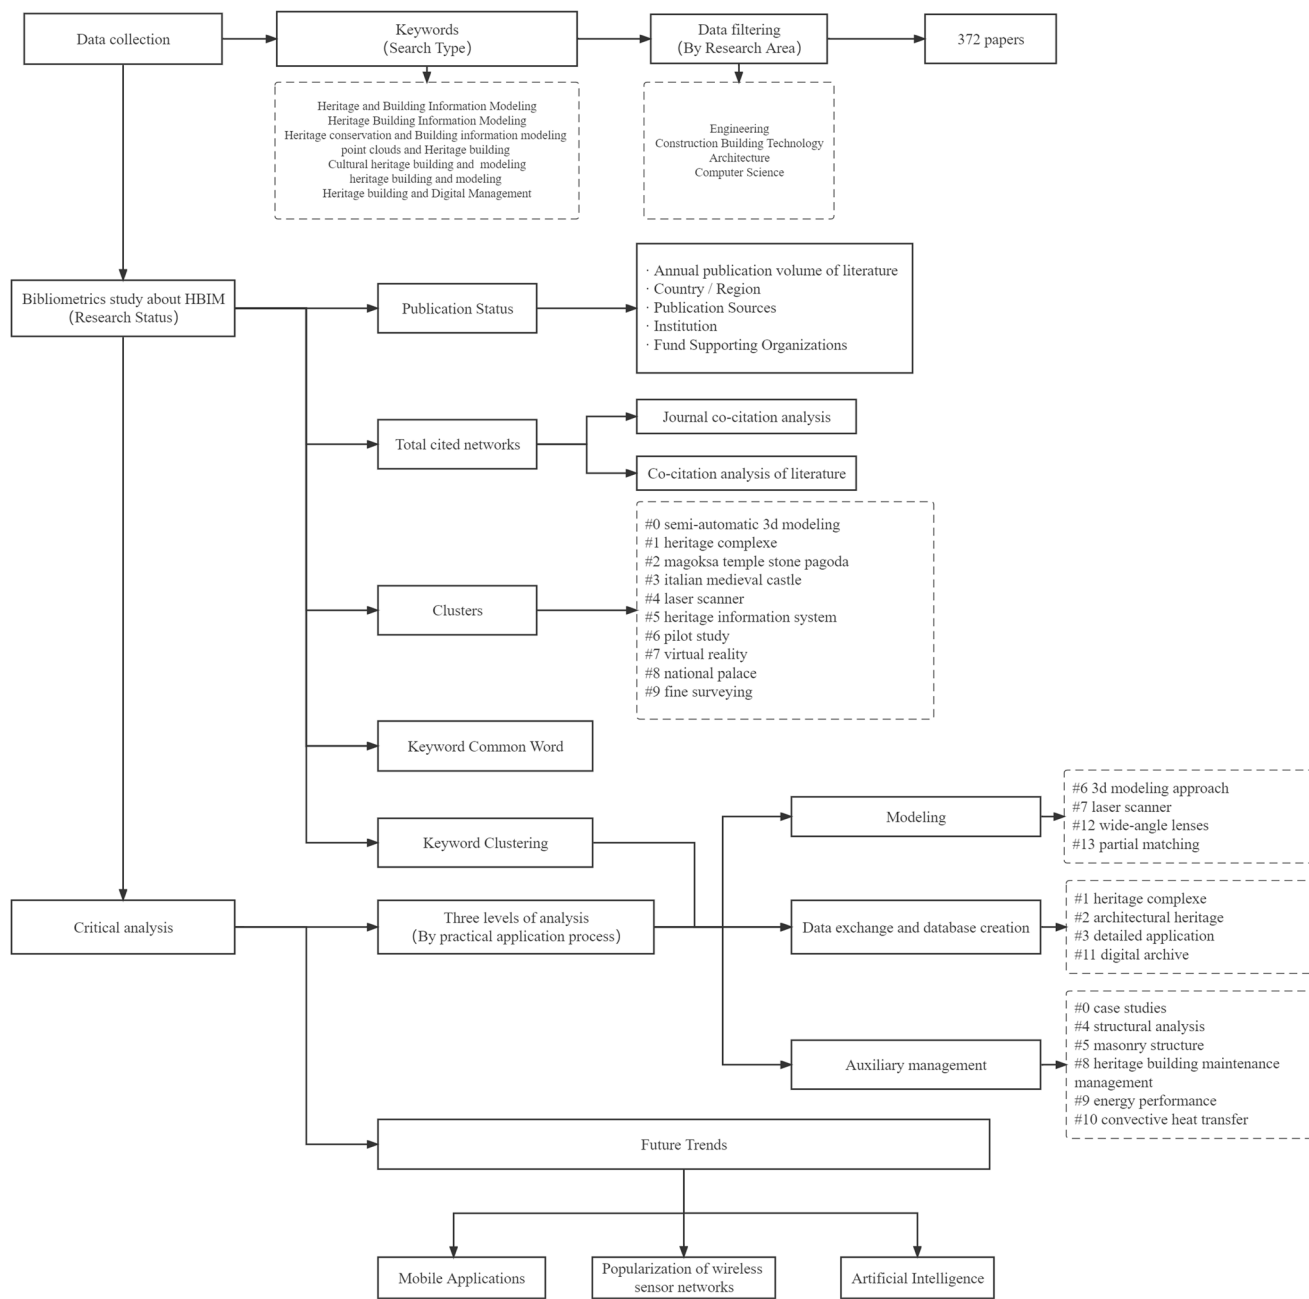 Data collection
Keywords
(Search Type)
Data filtering
(By Research Area)
372 papers
Heritage and Building Information Modeling
Heritage Building Information Modeling
Heritage conservation and Building information modeling
point clouds and Heritage building
Cultural heritage building and modeling
heritage building and modeling
Heritage building and Digital Management
Engineering
Construction Building Technology
Architecture
Computer Science
Bibliometrics study about HBIM
(Research Status)
Publication Status
· Annual publication volume of literature
· Country / Region
· Publication Sources
· Institution
· Fund Supporting Organizations
Total cited networks
Journal co-citation analysis
Co-citation analysis of literature
Clusters
#0 semi-automatic 3d modeling
#1 heritage complexe
#2 magoksa temple stone pagoda
#3 italian medieval castle
#4 laser scanner
#5 heritage information system
#6 pilot study
#7 virtual reality
#8 national palace
#9 fine surveying
Keyword Common Word
Keyword Clustering
Critical analysis
Three levels of analysis
(By practical application process)
Modeling
#6 3d modeling approach
#7 laser scanner
#12 wide-angle lenses
#13 partial matching
Data exchange and database creation
#1 heritage complexe
#2 architectural heritage
#3 detailed application
#11 digital archive
Auxiliary management
#0 case studies
#4 structural analysis
#5 masonry structure
#8 heritage building maintenance
management
#9 energy performance
#10 convective heat transfer
Future Trends
Mobile Applications
Popularization of wireless
sensor networks
Artificial Intelligence